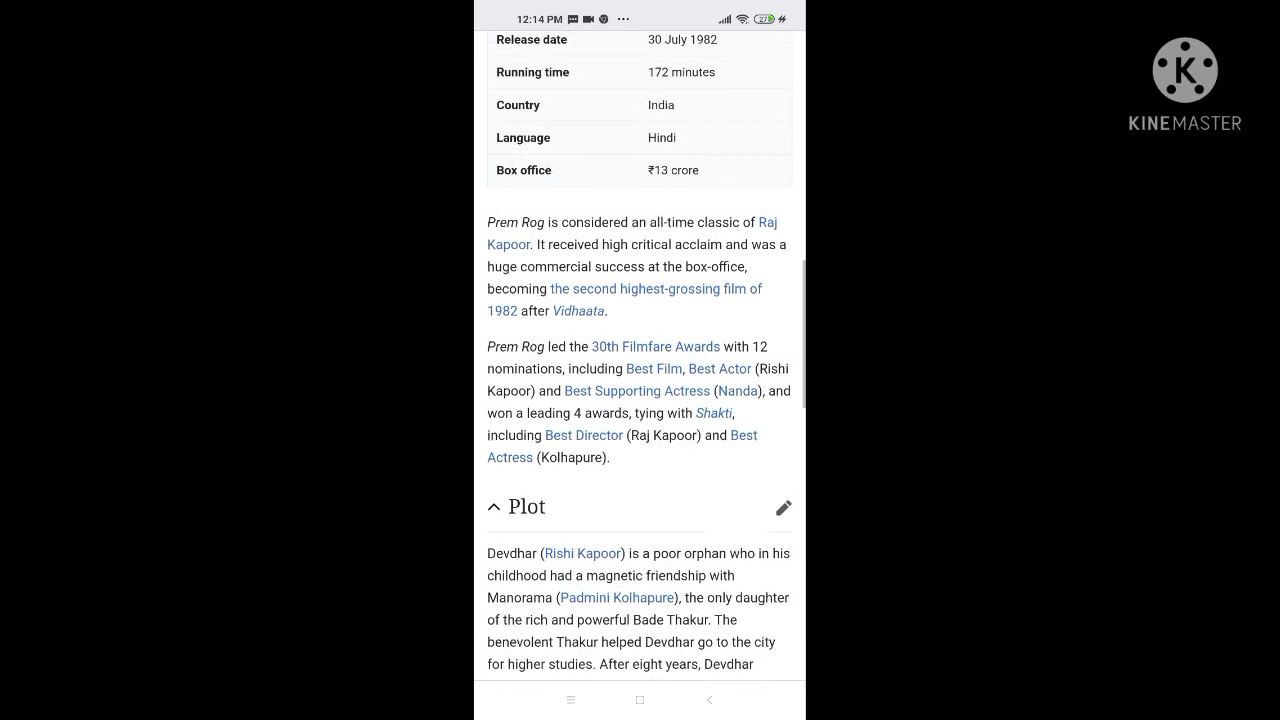 12:14 PM
27
K
KINEMASTER
Release date 30 July 1982
Running time 172 minutes
Country India
Language Hindi
Box office ₹13 crore
Prem Rog is considered an all-time classic of Raj
Kapoor. It received high critical acclaim and was a
huge commercial success at the box-office,
becoming the second highest-grossing film of
1982 after Vidhaata.
Prem Rog led the 30th Filmfare Awards with 12
nominations, including Best Film, Best Actor (Rishi
Kapoor) and Best Supporting Actress (Nanda), and
won a leading 4 awards, tying with Shakti,
including Best Director (Raj Kapoor) and Best
Actress (Kolhapure).
Plot
Devdhar (Rishi Kapoor) is a poor orphan who in his
childhood had a magnetic friendship with
Manorama (Padmini Kolhapure), the only daughter
of the rich and powerful Bade Thakur. The
benevolent Thakur helped Devdhar go to the city
for higher studies. After eight years, Devdhar